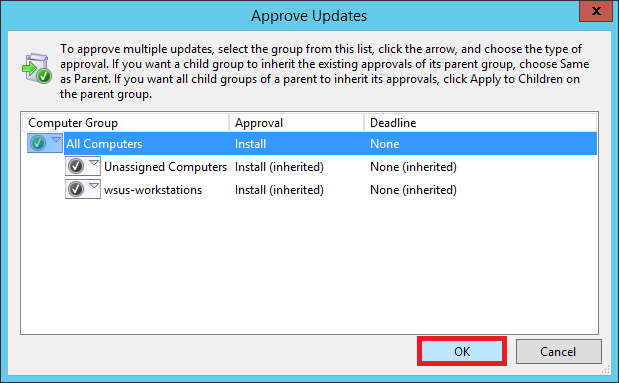 Approve Updates
x
To approve multiple updates, select the group from this list, click the arrow, and choose the type of
approval. If you want a child group to inherit the existing approvals of its parent group, choose Same
as Parent. If you want all child groups of a parent to inherit its approvals, click Apply to Children on
the parent group.
Computer Group Approval Deadline
All Computers Install None
Unassigned Computers Install (inherited) None (inherited)
wsus-workstations Install (inherited) None (inherited)
OK Cancel